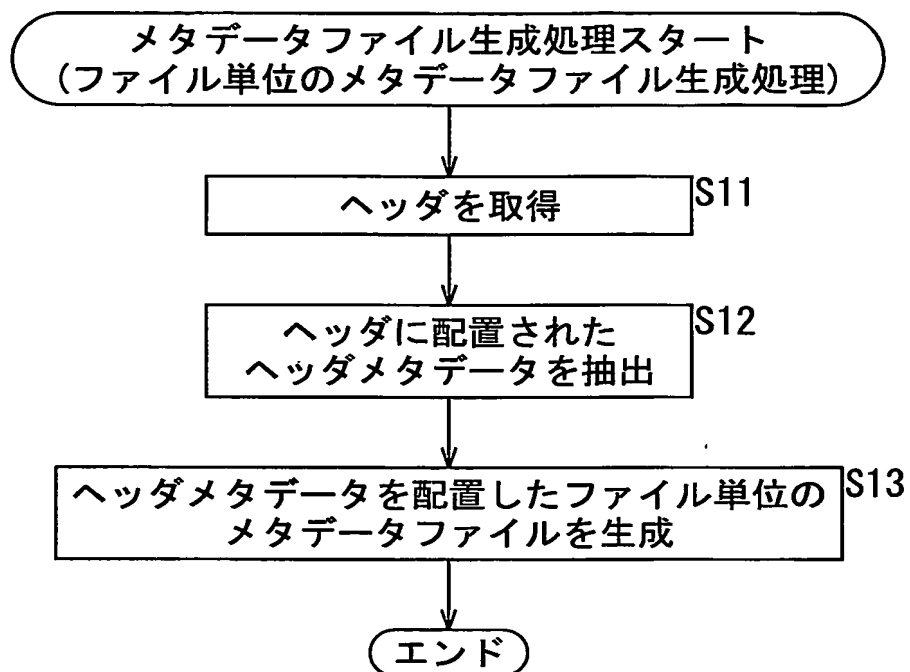 メタデータファイル生成処理スタート
(ファイル単位のメタデータファイル生成処理)
ヘッダを取得
S11
ヘッダに配置された
ヘッダメタデータを抽出
S12
ヘッダメタデータを配置したファイル単位の
メタデータファイルを生成
S13
エンド